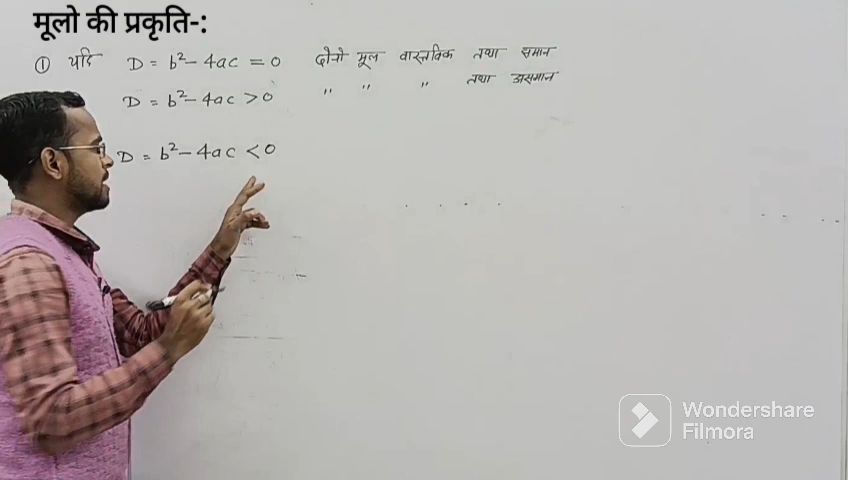 मूलो की प्रकृति-:
① यदि D = b² - 4ac = 0 दोनो मूल वास्तविक तथा समान
D = b² - 4ac > 0 " " " तथा असमान
D = b² - 4ac < 0
Wondershare
Filmora